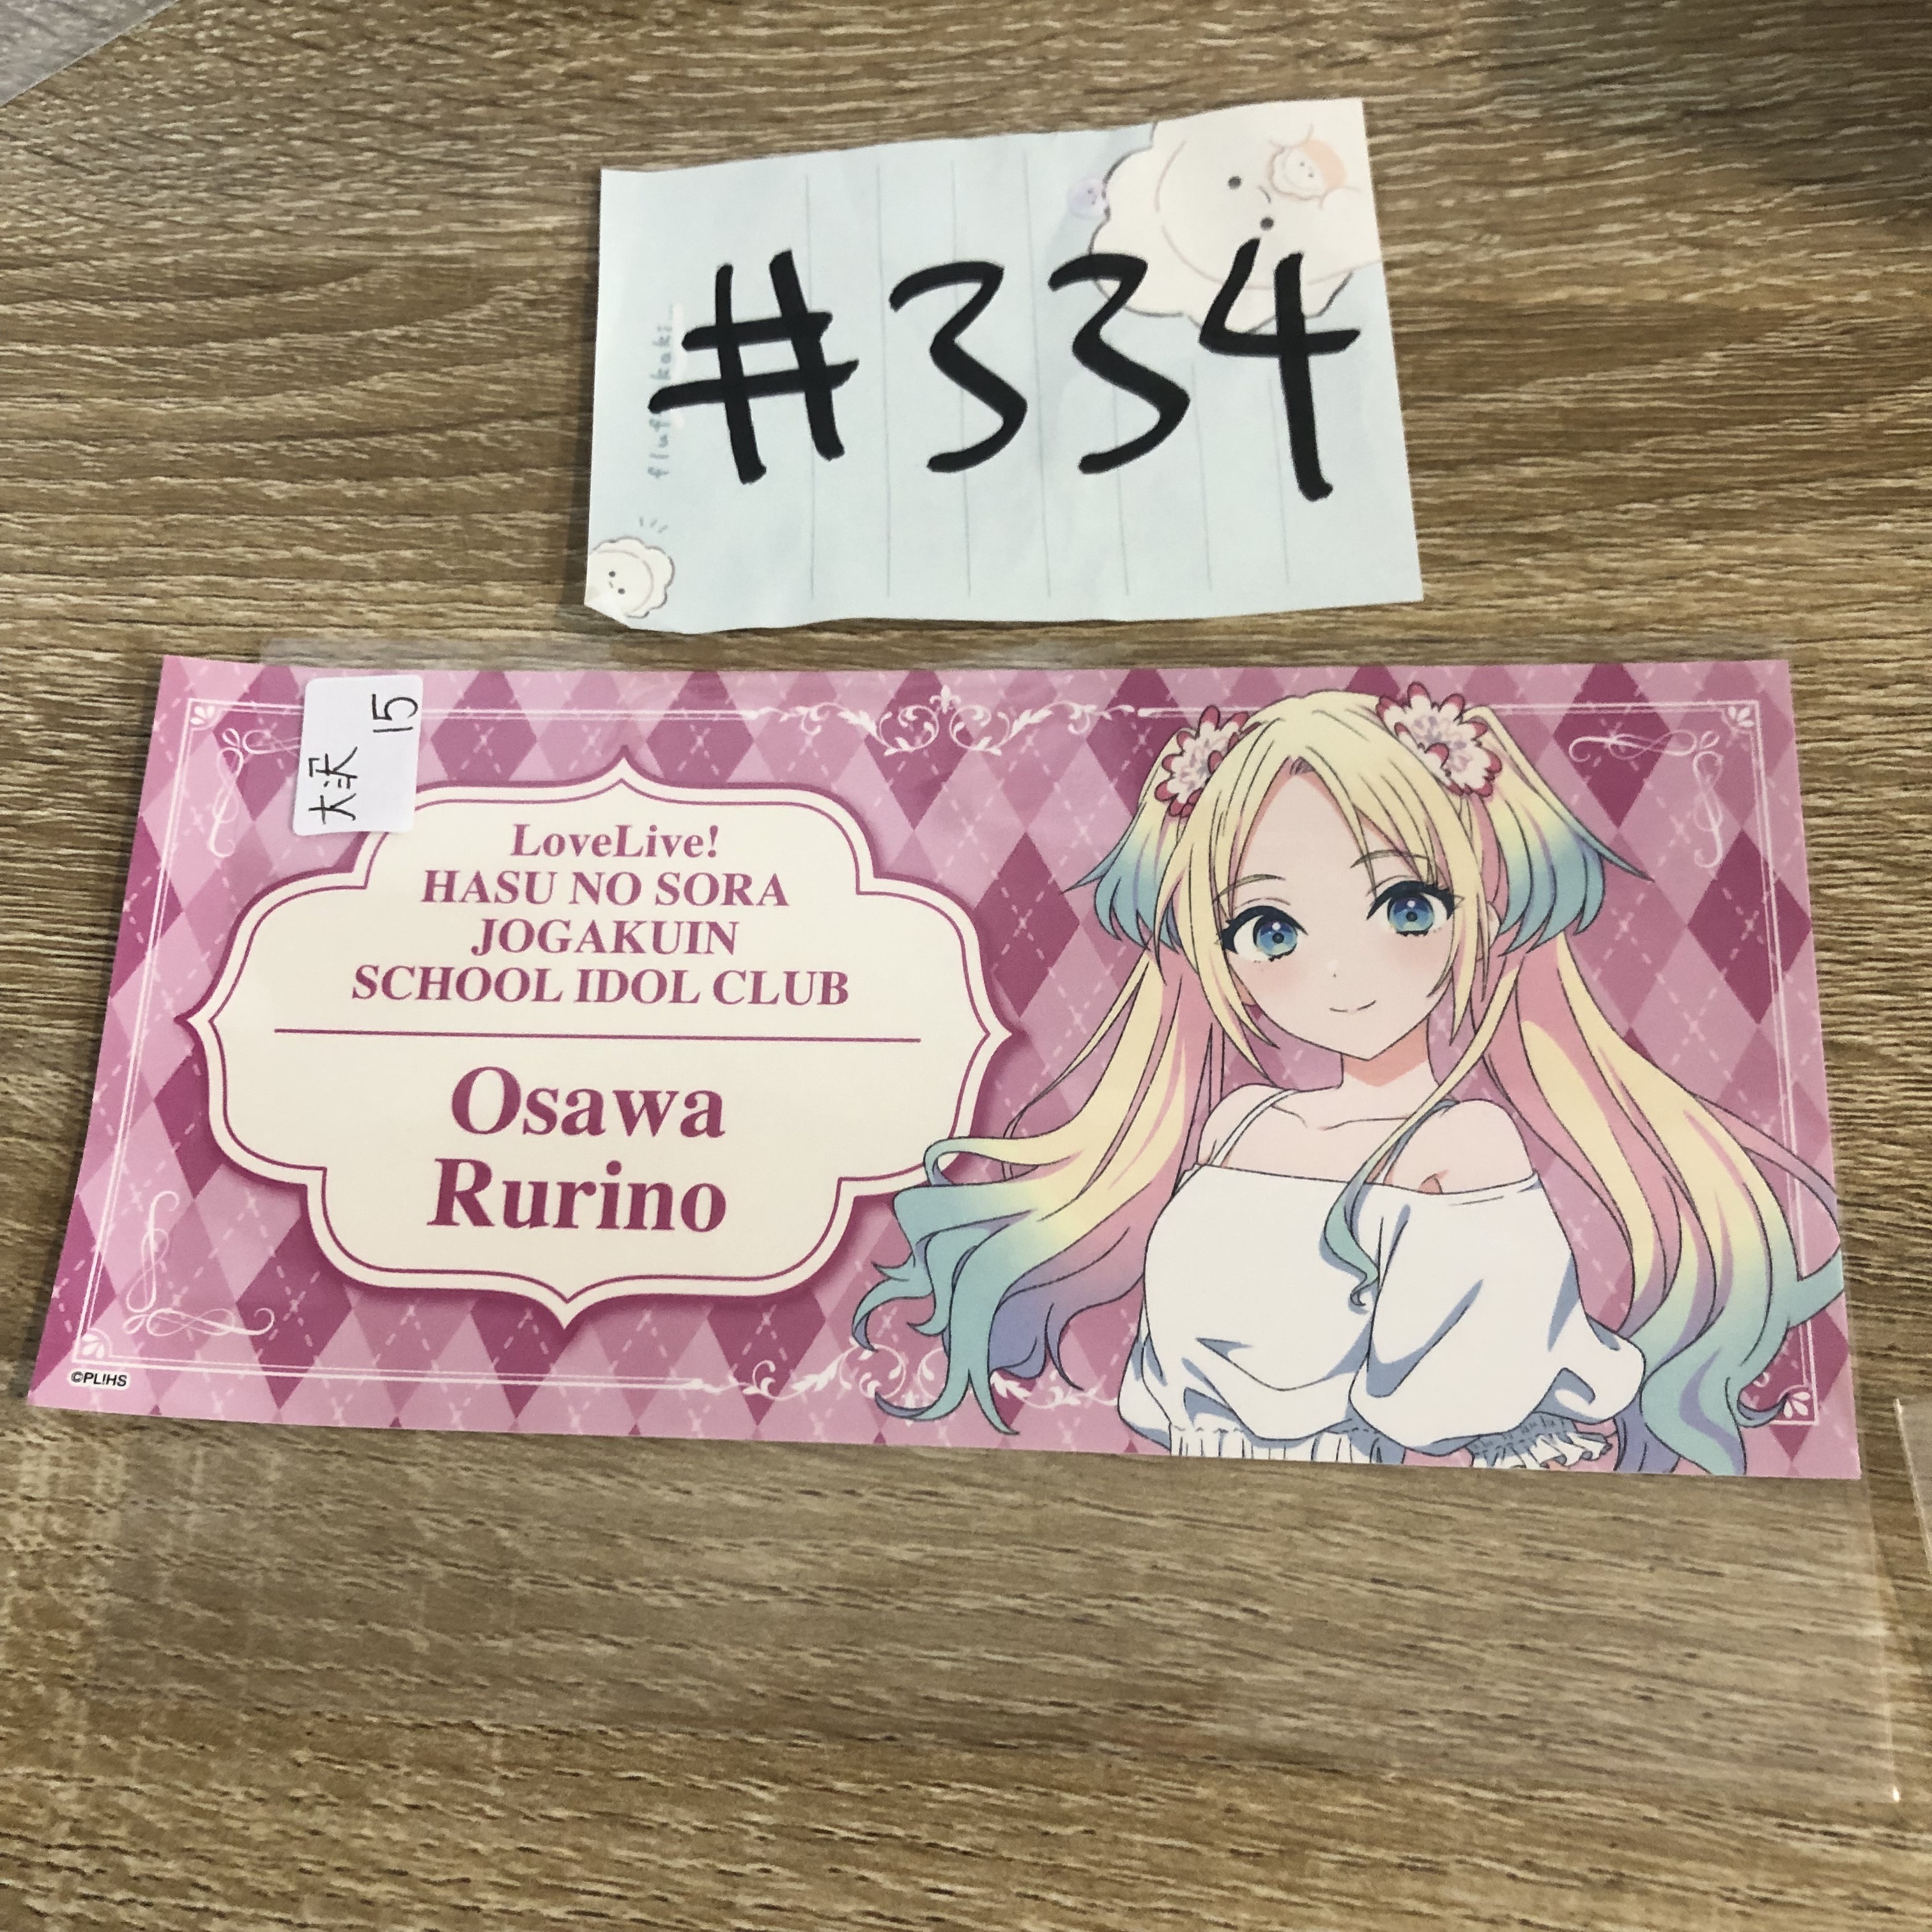 #334
大沢
15
LoveLive!
HASU NO SORA
JOGAKUIN
SCHOOL IDOL CLUB
Osawa
Rurino
©PL!HS